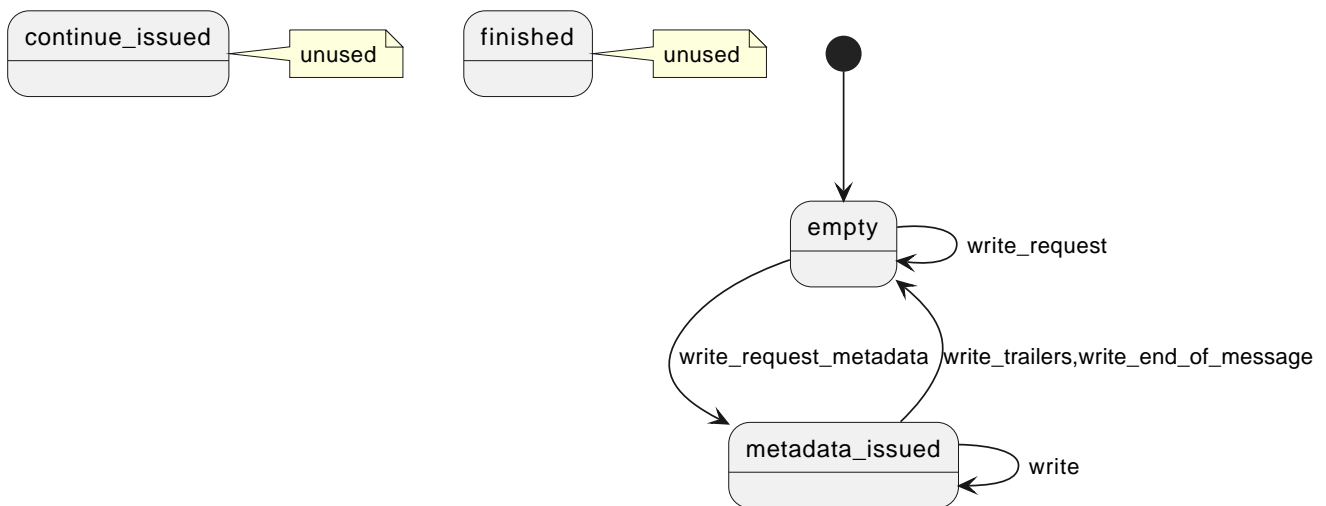 continue_issued
unused
finished
unused
empty
write_request
write_request_metadata
write_trailers,write_end_of_message
metadata_issued
write